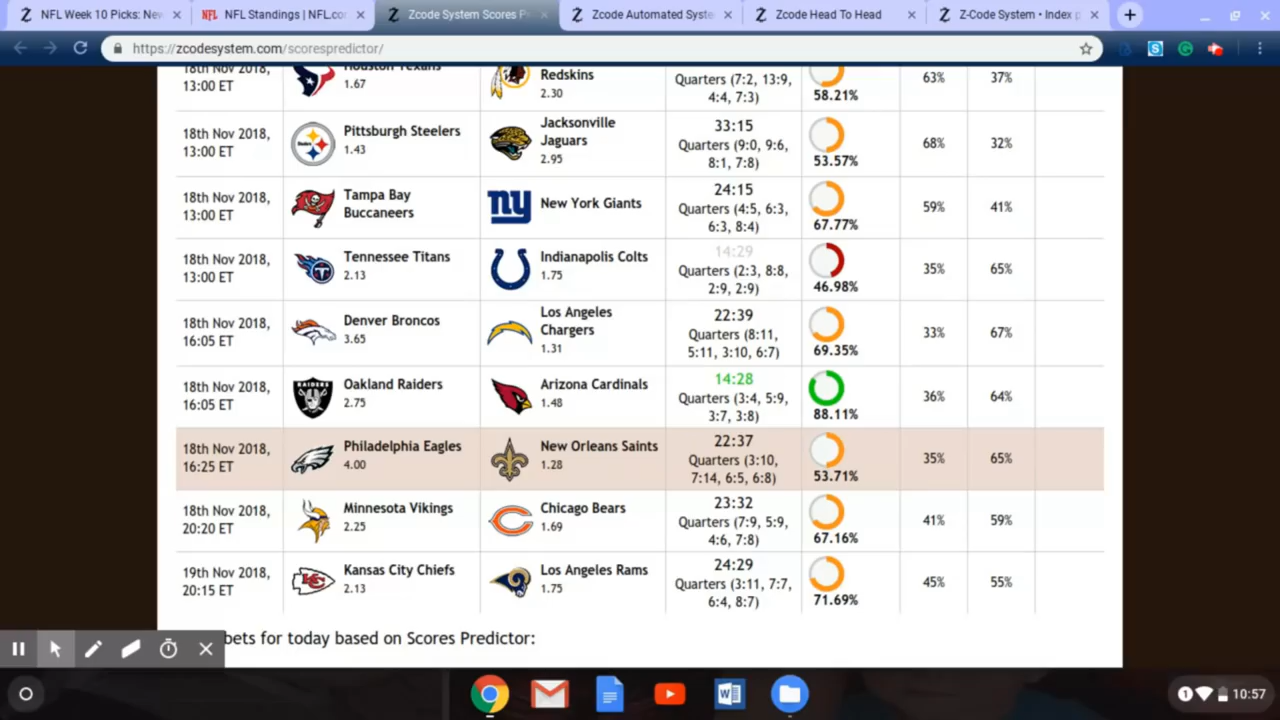 NFL Week 10 Picks: Ne
NFL Standings | NFL.co
Zcode System Scores P
Zcode Automated Syste
Zcode Head To Head
Z-Code System • Index p
https://zcodesystem.com/scorespredictor/
18th Nov 2018,
13:00 ET
Houston Texans
1.67
Redskins
2.30
Quarters (7:2, 13:9,
4:4, 7:3)
58.21%
63%
37%
18th Nov 2018,
13:00 ET
Pittsburgh Steelers
1.43
Jacksonville
Jaguars
2.95
33:15
Quarters (9:0, 9:6,
8:1, 7:8)
53.57%
68%
32%
18th Nov 2018,
13:00 ET
Tampa Bay
Buccaneers
New York Giants
24:15
Quarters (4:5, 6:3,
6:3, 8:4)
67.77%
59%
41%
18th Nov 2018,
13:00 ET
Tennessee Titans
2.13
Indianapolis Colts
1.75
14:29
Quarters (2:3, 8:8,
2:9, 2:9)
46.98%
35%
65%
18th Nov 2018,
16:05 ET
Denver Broncos
3.65
Los Angeles
Chargers
1.31
22:39
Quarters (8:11,
5:11, 3:10, 6:7)
69.35%
33%
67%
18th Nov 2018,
16:05 ET
Oakland Raiders
2.75
Arizona Cardinals
1.48
14:28
Quarters (3:4, 5:9,
3:7, 3:8)
88.11%
36%
64%
18th Nov 2018,
16:25 ET
Philadelphia Eagles
4.00
New Orleans Saints
1.28
22:37
Quarters (3:10,
7:14, 6:5, 6:8)
53.71%
35%
65%
18th Nov 2018,
20:20 ET
Minnesota Vikings
2.25
Chicago Bears
1.69
23:32
Quarters (7:9, 5:9,
4:6, 7:8)
67.16%
41%
59%
19th Nov 2018,
20:15 ET
Kansas City Chiefs
2.13
Los Angeles Rams
1.75
24:29
Quarters (3:11, 7:7,
6:4, 8:7)
71.69%
45%
55%
bets for today based on Scores Predictor:
10:57